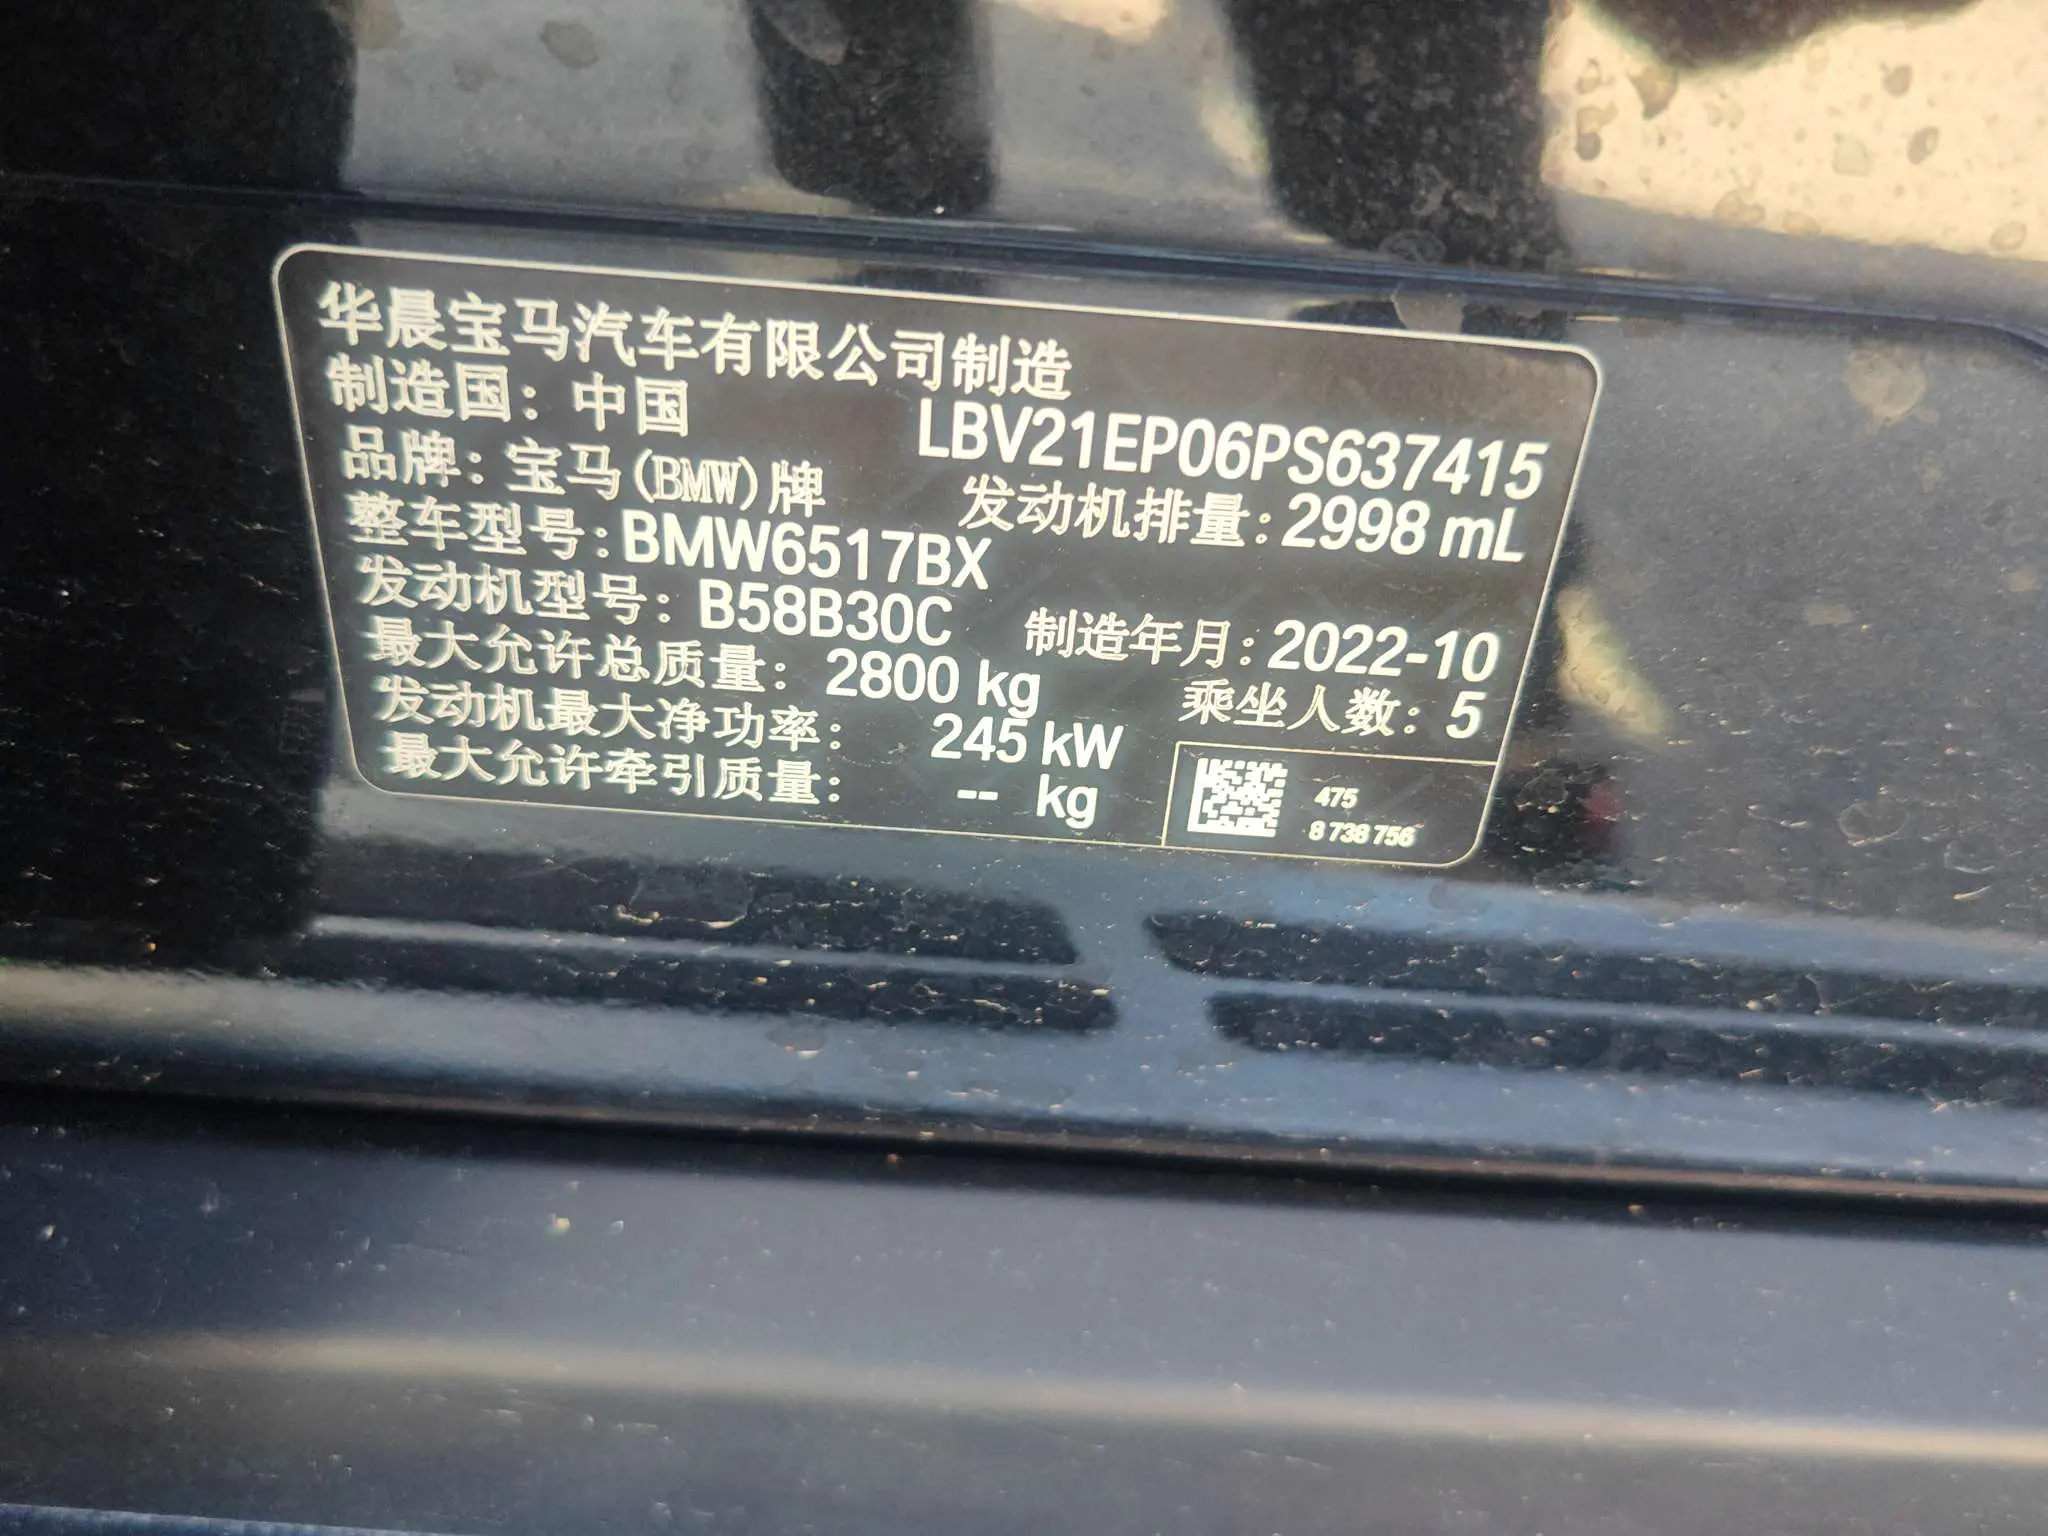 华晨宝马汽车有限公司制造
制造国：中国
LBV21EP06PS637415
品牌：宝马(BMW)牌
发动机排量：2998 mL
整车型号：BMW6517BX
发动机型号：B58B30C
制造年月：2022-10
最大允许总质量：2800 kg
乘坐人数：5
发动机最大净功率：245 kW
最大允许牵引质量：-- kg
475
8 738 756